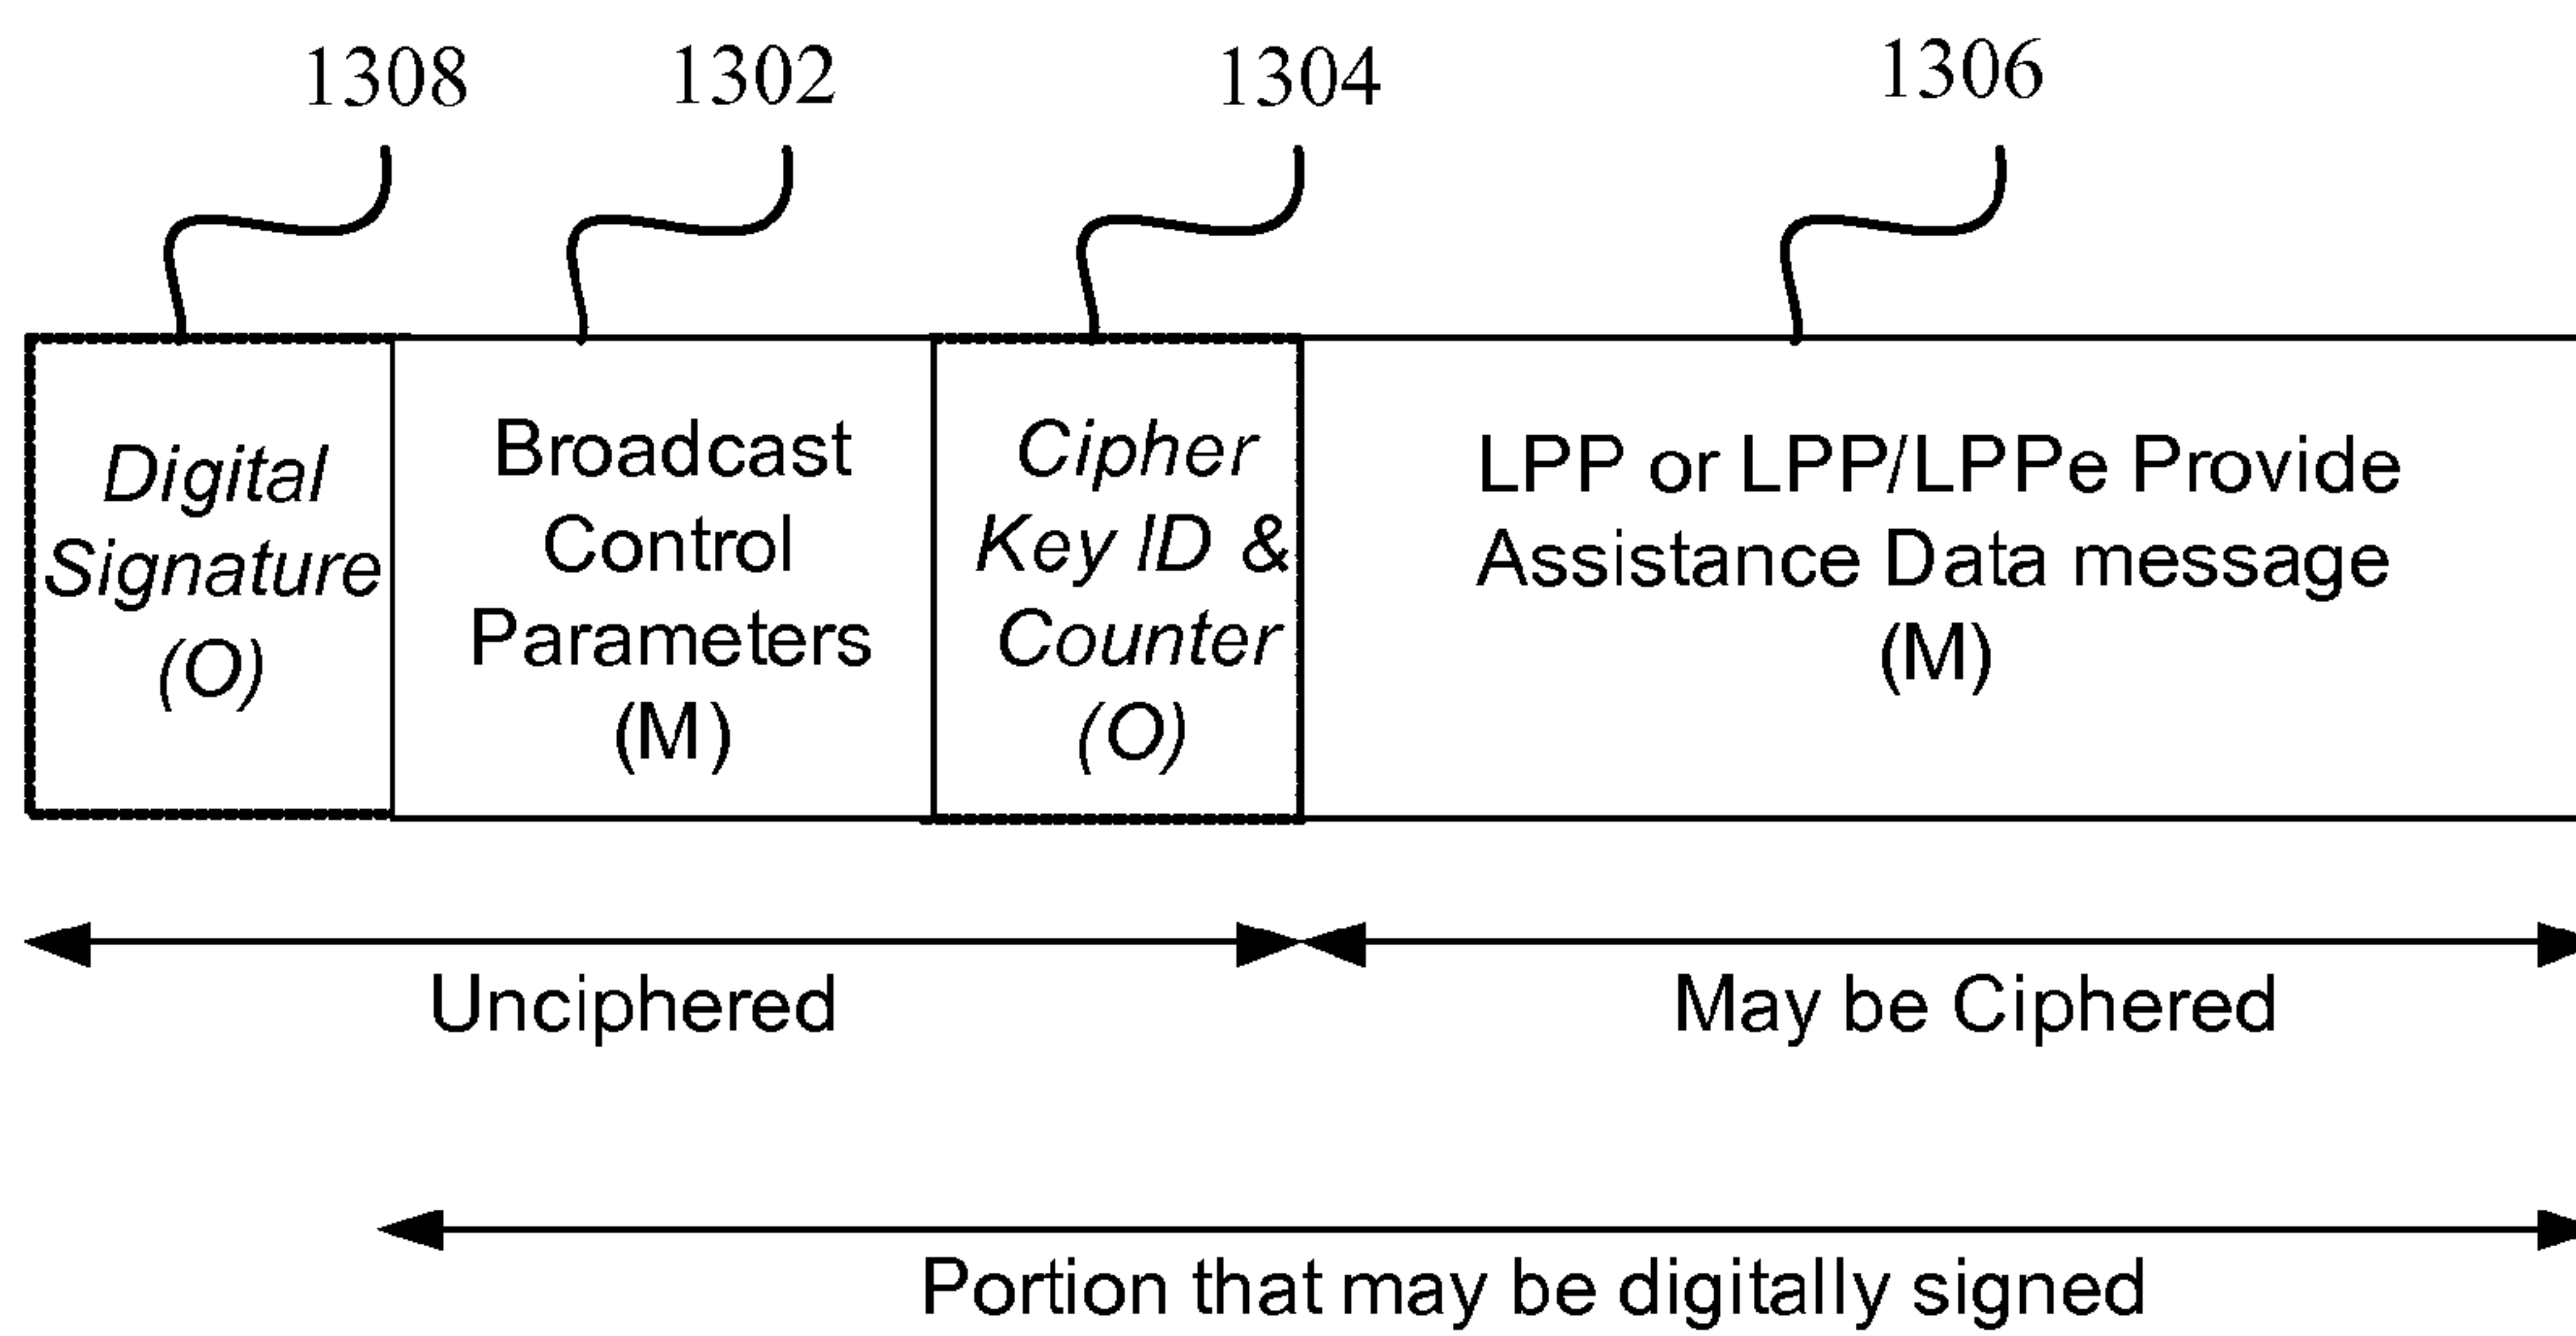 1308
1302
1304
1306
Digital
Signature
(O)
Broadcast
Control
Parameters
(M)
Cipher
Key ID &
Counter
(O)
LPP or LPP/LPPe Provide
Assistance Data message
(M)
Unciphered
May be Ciphered
Portion that may be digitally signed